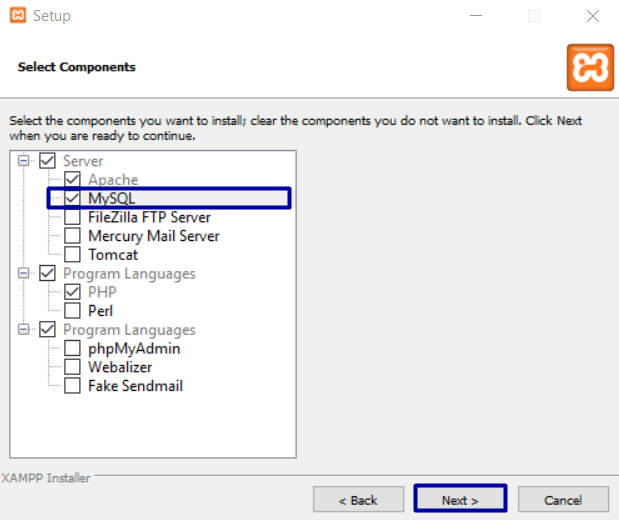 Setup
Select Components
Select the components you want to install; clear the components you do not want to install. Click Next
when you are ready to continue.
Server
Apache
MySQL
FileZilla FTP Server
Mercury Mail Server
Tomcat
Program Languages
PHP
Perl
Program Languages
phpMyAdmin
Webalizer
Fake Sendmail
XAMPP Installer
< Back
Next >
Cancel